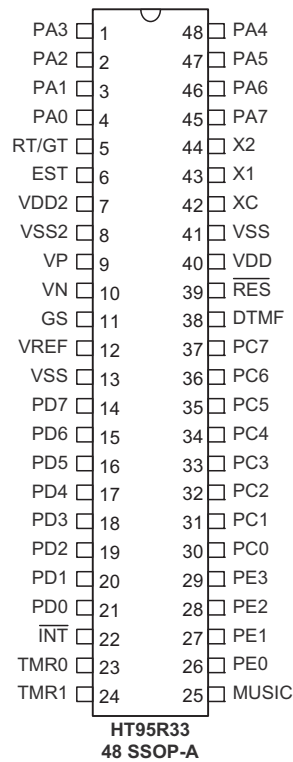 PA3 1 48 PA4
PA2 2 47 PA5
PA1 3 46 PA6
PA0 4 45 PA7
RT/GT 5 44 X2
EST 6 43 X1
VDD2 7 42 XC
VSS2 8 41 VSS
VP 9 40 VDD
VN 10 39 RES
GS 11 38 DTMF
VREF 12 37 PC7
VSS 13 36 PC6
PD7 14 35 PC5
PD6 15 34 PC4
PD5 16 33 PC3
PD4 17 32 PC2
PD3 18 31 PC1
PD2 19 30 PC0
PD1 20 29 PE3
PD0 21 28 PE2
INT 22 27 PE1
TMR0 23 26 PE0
TMR1 24 25 MUSIC
HT95R33
48 SSOP-A